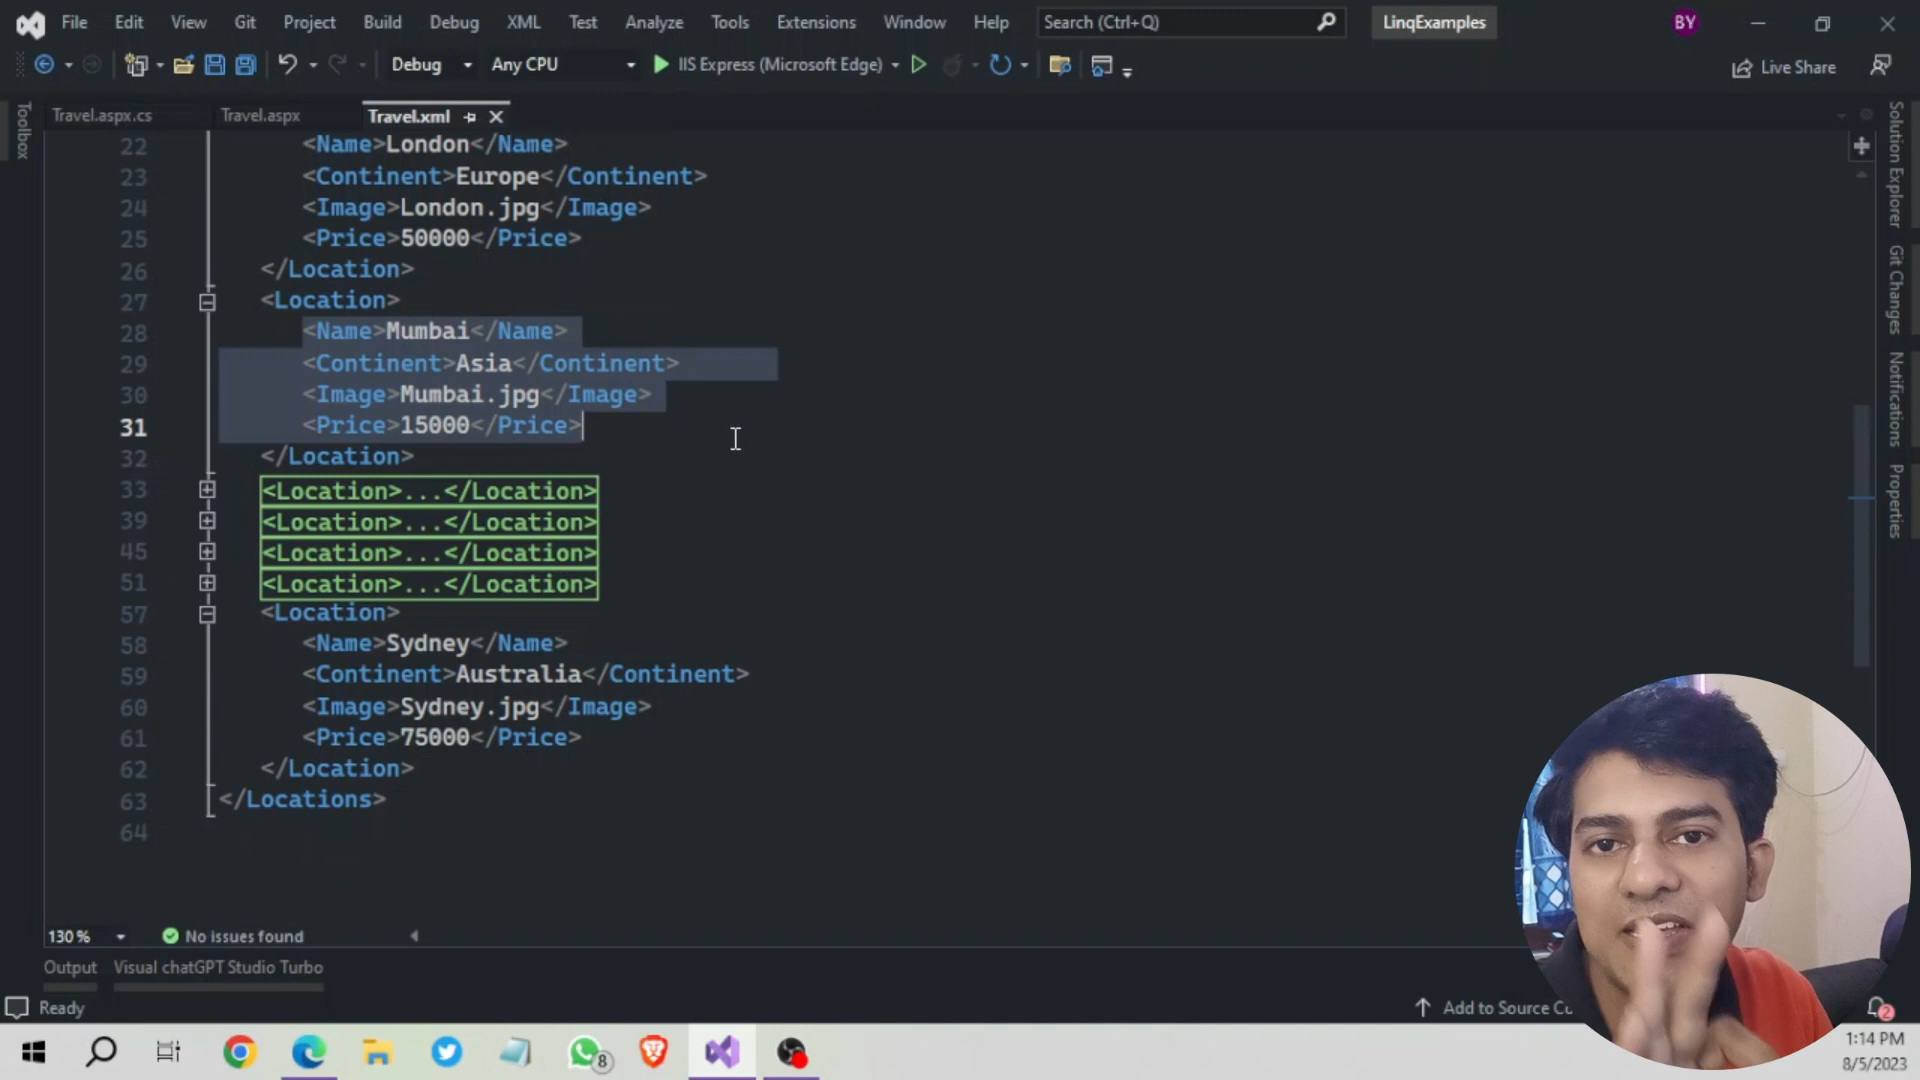 File Edit View Git Project Build Debug XML Test Analyze Tools Extensions Window Help Search (Ctrl+Q) LinqExamples BY
Debug Any CPU IIS Express (Microsoft Edge) Live Share
Travel.aspx.cs Travel.aspx Travel.xml
Toolbox
22 <Name>London</Name>
23 <Continent>Europe</Continent>
24 <Image>London.jpg</Image>
25 <Price>50000</Price>
26 </Location>
27 <Location>
28 <Name>Mumbai</Name>
29 <Continent>Asia</Continent>
30 <Image>Mumbai.jpg</Image>
31 <Price>15000</Price>
32 </Location>
33 <Location>...</Location>
39 <Location>...</Location>
45 <Location>...</Location>
51 <Location>...</Location>
57 <Location>
58 <Name>Sydney</Name>
59 <Continent>Australia</Continent>
60 <Image>Sydney.jpg</Image>
61 <Price>75000</Price>
62 </Location>
63 </Locations>
64
Solution Explorer
Git Changes
Notifications
Properties
130 % No issues found
Output Visual chatGPT Studio Turbo
Ready Add to Source 2
8
1:14 PM
8/5/2023